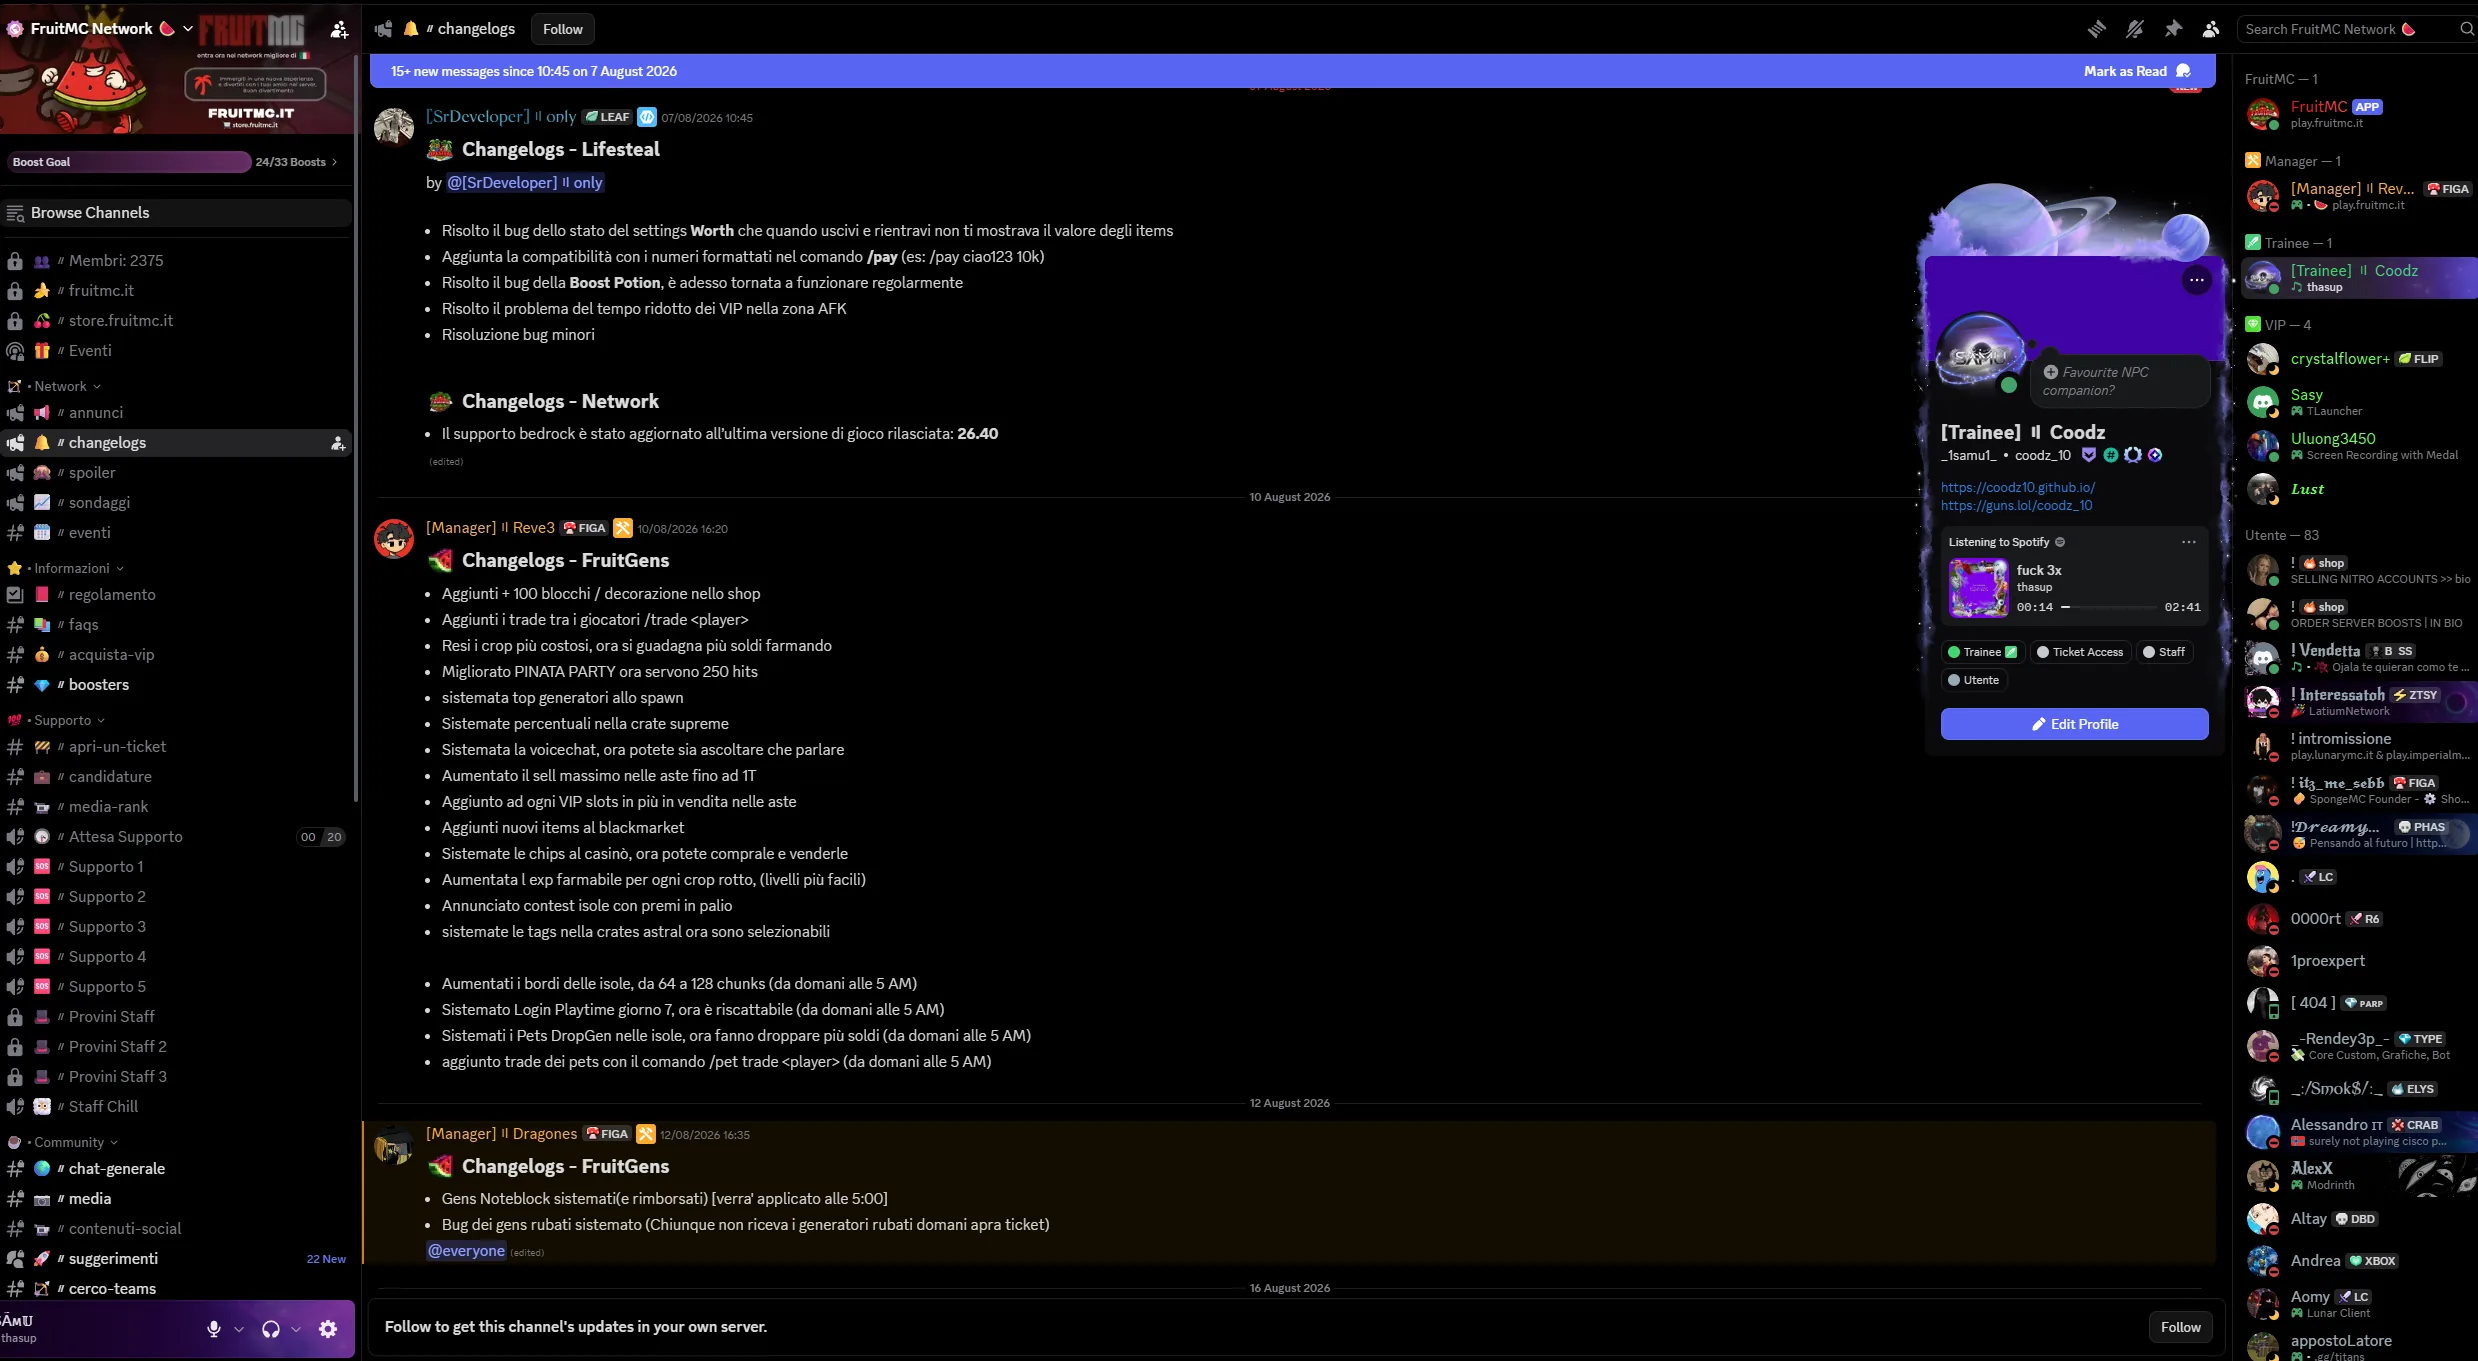 FruitMC Network
FRUITMC
entra ora nel network migliore di
FRUITMC.IT
store.fruitmc.it
Boost Goal
24/33 Boosts
Browse Channels
〃Membri: 2375
〃fruitmc.it
〃store.fruitmc.it
〃Eventi
• Network
〃annunci
〃changelogs
〃spoiler
〃sondaggi
〃eventi
• Informazioni
〃regolamento
〃faqs
〃acquista-vip
〃boosters
• Supporto
〃apri-un-ticket
〃candidature
〃media-rank
〃Attesa Supporto 00 20
〃Supporto 1
〃Supporto 2
〃Supporto 3
〃Supporto 4
〃Supporto 5
〃Provini Staff
〃Provini Staff 2
〃Provini Staff 3
〃Staff Chill
• Community
〃chat-generale
〃media
〃contenuti-social
〃suggerimenti 22 New
〃cerco-teams
thasup
〃changelogs Follow
15+ new messages since 10:45 on 7 August 2026 Mark as Read
[SrDeveloper] 〢 only LEAF 07/08/2026 10:45
Changelogs - Lifesteal
by @[SrDeveloper] 〢 only
• Risolto il bug dello stato del settings Worth che quando uscivi e rientravi non ti mostrava il valore degli items
• Aggiunta la compatibilità con i numeri formattati nel comando /pay (es: /pay ciao123 10k)
• Risolto il bug della Boost Potion, è adesso tornata a funzionare regolarmente
• Risolto il problema del tempo ridotto dei VIP nella zona AFK
• Risoluzione bug minori
Changelogs - Network
• Il supporto bedrock è stato aggiornato all'ultima versione di gioco rilasciata: 26.40
(edited)
10 August 2026
[Manager] 〢 Reve3 FIGA 10/08/2026 16:20
Changelogs - FruitGens
• Aggiunti + 100 blocchi / decorazione nello shop
• Aggiunti i trade tra i giocatori /trade <player>
• Resi i crop più costosi, ora si guadagna più soldi farmando
• Migliorato PINATA PARTY ora servono 250 hits
• sistemata top generatori allo spawn
• Sistemate percentuali nella crate supreme
• Sistemata la voicechat, ora potete sia ascoltare che parlare
• Aumentato il sell massimo nelle aste fino ad 1T
• Aggiunto ad ogni VIP slots in più in vendita nelle aste
• Aggiunti nuovi items al blackmarket
• Sistemate le chips al casinò, ora potete comprale e venderle
• Aumentata l exp farmabile per ogni crop rotto, (livelli più facili)
• Annunciato contest isole con premi in palio
• sistemate le tags nella crates astral ora sono selezionabili
• Aumentati i bordi delle isole, da 64 a 128 chunks (da domani alle 5 AM)
• Sistemato Login Playtime giorno 7, ora è riscattabile (da domani alle 5 AM)
• Sistemati i Pets DropGen nelle isole, ora fanno droppare più soldi (da domani alle 5 AM)
• aggiunto trade dei pets con il comando /pet trade <player> (da domani alle 5 AM)
12 August 2026
[Manager] 〢 Dragones FIGA 12/08/2026 16:35
Changelogs - FruitGens
• Gens Noteblock sistemati(e rimborsati) [verra' applicato alle 5:00]
• Bug dei gens rubati sistemato (Chiunque non riceva i generatori rubati domani apra ticket)
@everyone (edited)
16 August 2026
Follow to get this channel's updates in your own server. Follow
SAMU
Favourite NPC
companion?
[Trainee] 〢 Coodz
_1samu1_ • coodz_10
https://coodz10.github.io/
https://guns.lol/coodz_10
Listening to Spotify
fuck 3x
thasup
00:14 02:41
Trainee
Ticket Access
Staff
Utente
Edit Profile
Search FruitMC Network
FruitMC — 1
FruitMC APP
play.fruitmc.it
Manager — 1
[Manager] 〢 Rev... FIGA
• play.fruitmc.it
Trainee — 1
[Trainee] 〢 Coodz
thasup
VIP — 4
crystalflower+ FLIP
Sasy
TLauncher
Uluong3450
Screen Recording with Medal
Lust
Utente — 83
! shop
SELLING NITRO ACCOUNTS >> bio
! shop
ORDER SERVER BOOSTS | IN BIO
! Vendetta B SS
• Ojala te quieran como te ...
! Interessatoh ZTSY
LatiumNetwork
! intromissione
play.lunarymc.it & play.imperialm...
! itz_me_sebb FIGA
SpongeMC Founder - Sho...
!Dreamy... PHAS
Pensando al futuro | http...
. LC
0000rt R6
1proexpert
[ 404 ] PARP
_-Rendey3p_- TYPE
Core Custom, Grafiche, Bot
_:/Smok$/:_ ELYS
Alessandro IT CRAB
surely not playing cisco p...
AlexX
Modrinth
Altay DBD
Andrea XBOX
Aomy LC
Lunar Client
appostoLatore
• .gg/titans